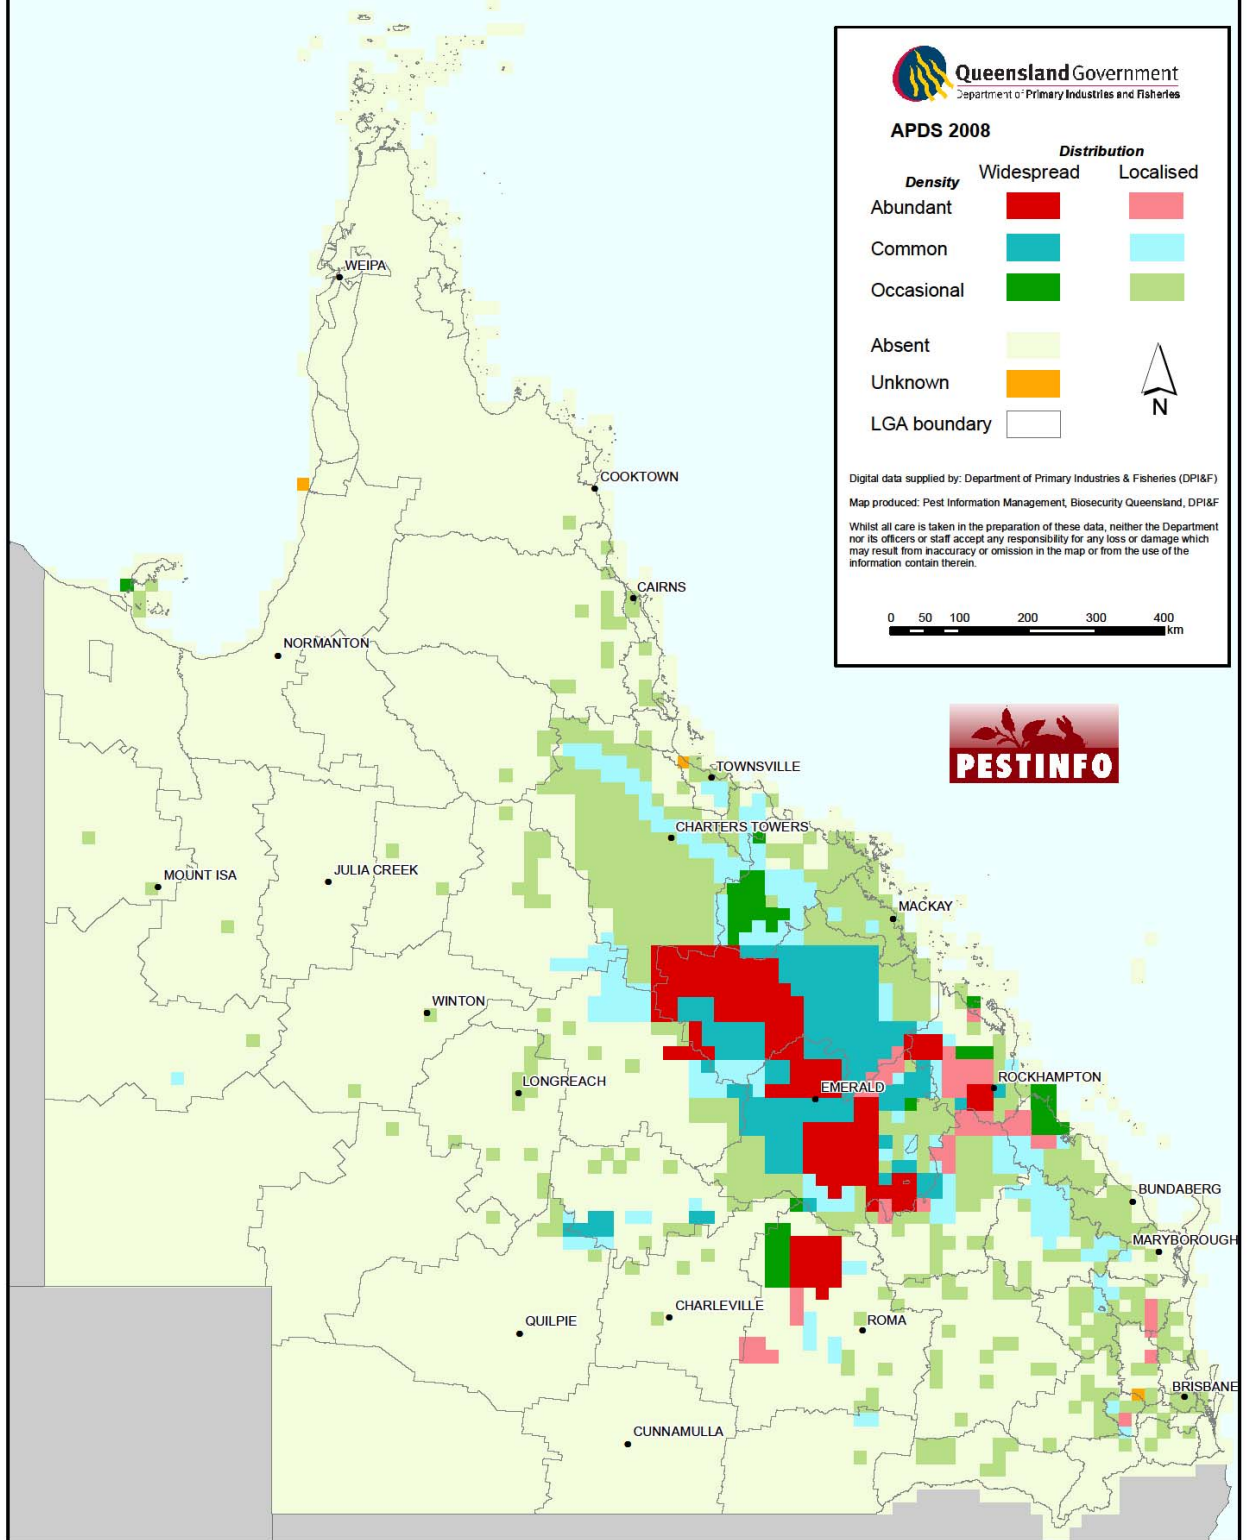 Queensland Government
Department of Primary Industries and Fisheries
APDS 2008
Distribution
Density Widespread Localised
Abundant
Common
Occasional
Absent
Unknown
LGA boundary
N
Digital data supplied by: Department of Primary Industries & Fisheries (DPI&F)
Map produced: Pest Information Management, Biosecurity Queensland, DPI&F
Whilst all care is taken in the preparation of these data, neither the Department
nor its officers or staff accept any responsibility for any loss or damage which
may result from inaccuracy or omission in the map or from the use of the
information contain therein.
0 50 100 200 300 400
km
PESTINFO
WEIPA
COOKTOWN
CAIRNS
NORMANTON
TOWNSVILLE
CHARTERS TOWERS
MOUNT ISA
JULIA CREEK
MACKAY
WINTON
LONGREACH
EMERALD
ROCKHAMPTON
BUNDABERG
MARYBOROUGH
CHARLEVILLE
QUILPIE
ROMA
BRISBANE
CUNNAMULLA